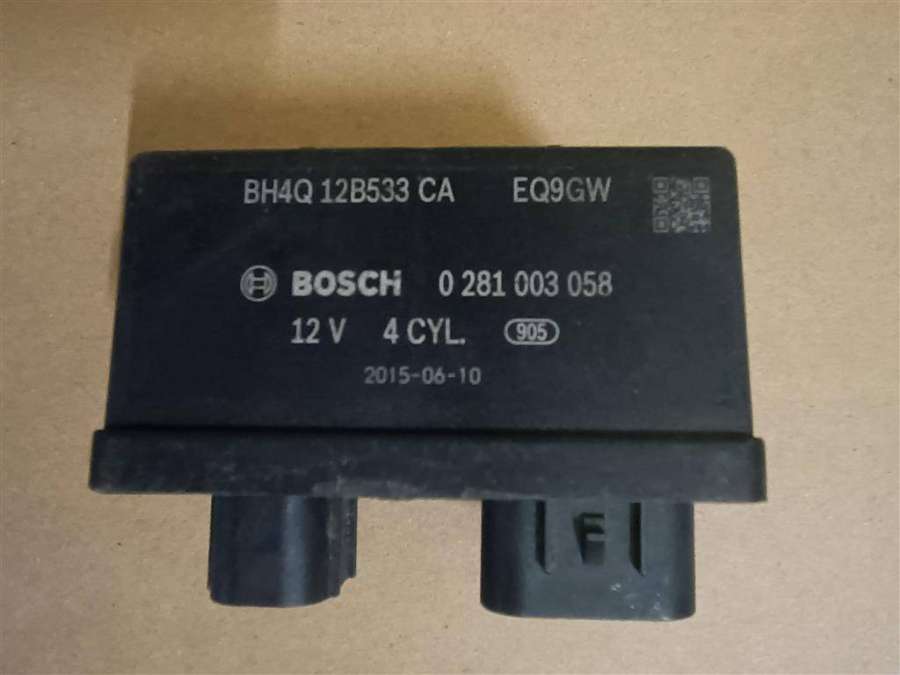 BH4Q 12B533 CA EQ9GW
BOSCH 0 281 003 058
12 V 4 CYL. 905
2015-06-10